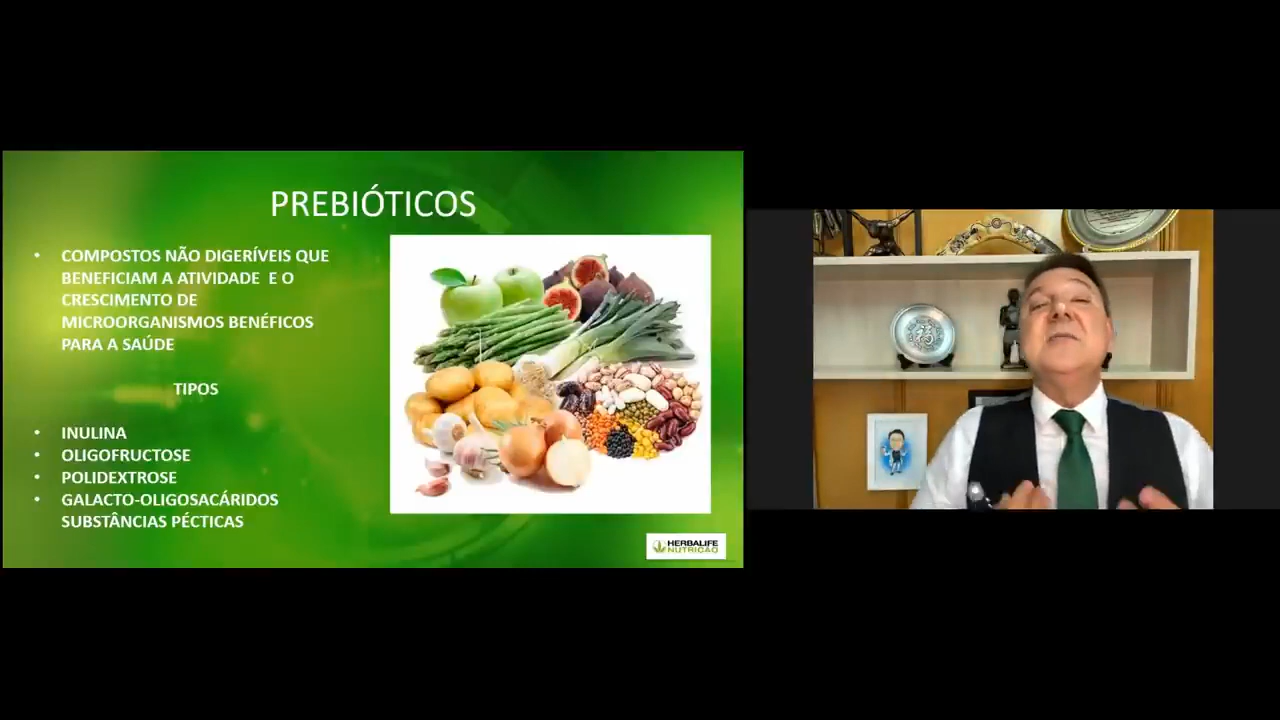 PREBIÓTICOS
• COMPOSTOS NÃO DIGERÍVEIS QUE
BENEFICIAM A ATIVIDADE E O
CRESCIMENTO DE
MICROORGANISMOS BENÉFICOS
PARA A SAÚDE
TIPOS
• INULINA
• OLIGOFRUCTOSE
• POLIDEXTROSE
• GALACTO-OLIGOSACÁRIDOS
SUBSTÂNCIAS PÉCTICAS
HERBALIFE
NUTRIÇÃO
福